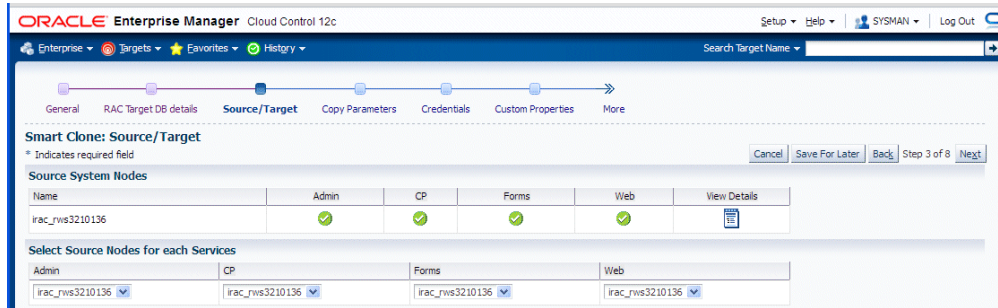 ORACLE Enterprise Manager Cloud Control 12c Setup Help SYSMAN Log Out
Enterprise Targets Favorites History Search Target Name
General RAC Target DB details Source/Target Copy Parameters Credentials Custom Properties More
Smart Clone: Source/Target
* Indicates required field Cancel Save For Later Back Step 3 of 8 Next
Source System Nodes
Name Admin CP Forms Web View Details
irac_rws3210136
Select Source Nodes for each Services
Admin CP Forms Web
irac_rws3210136 irac_rws3210136 irac_rws3210136 irac_rws3210136